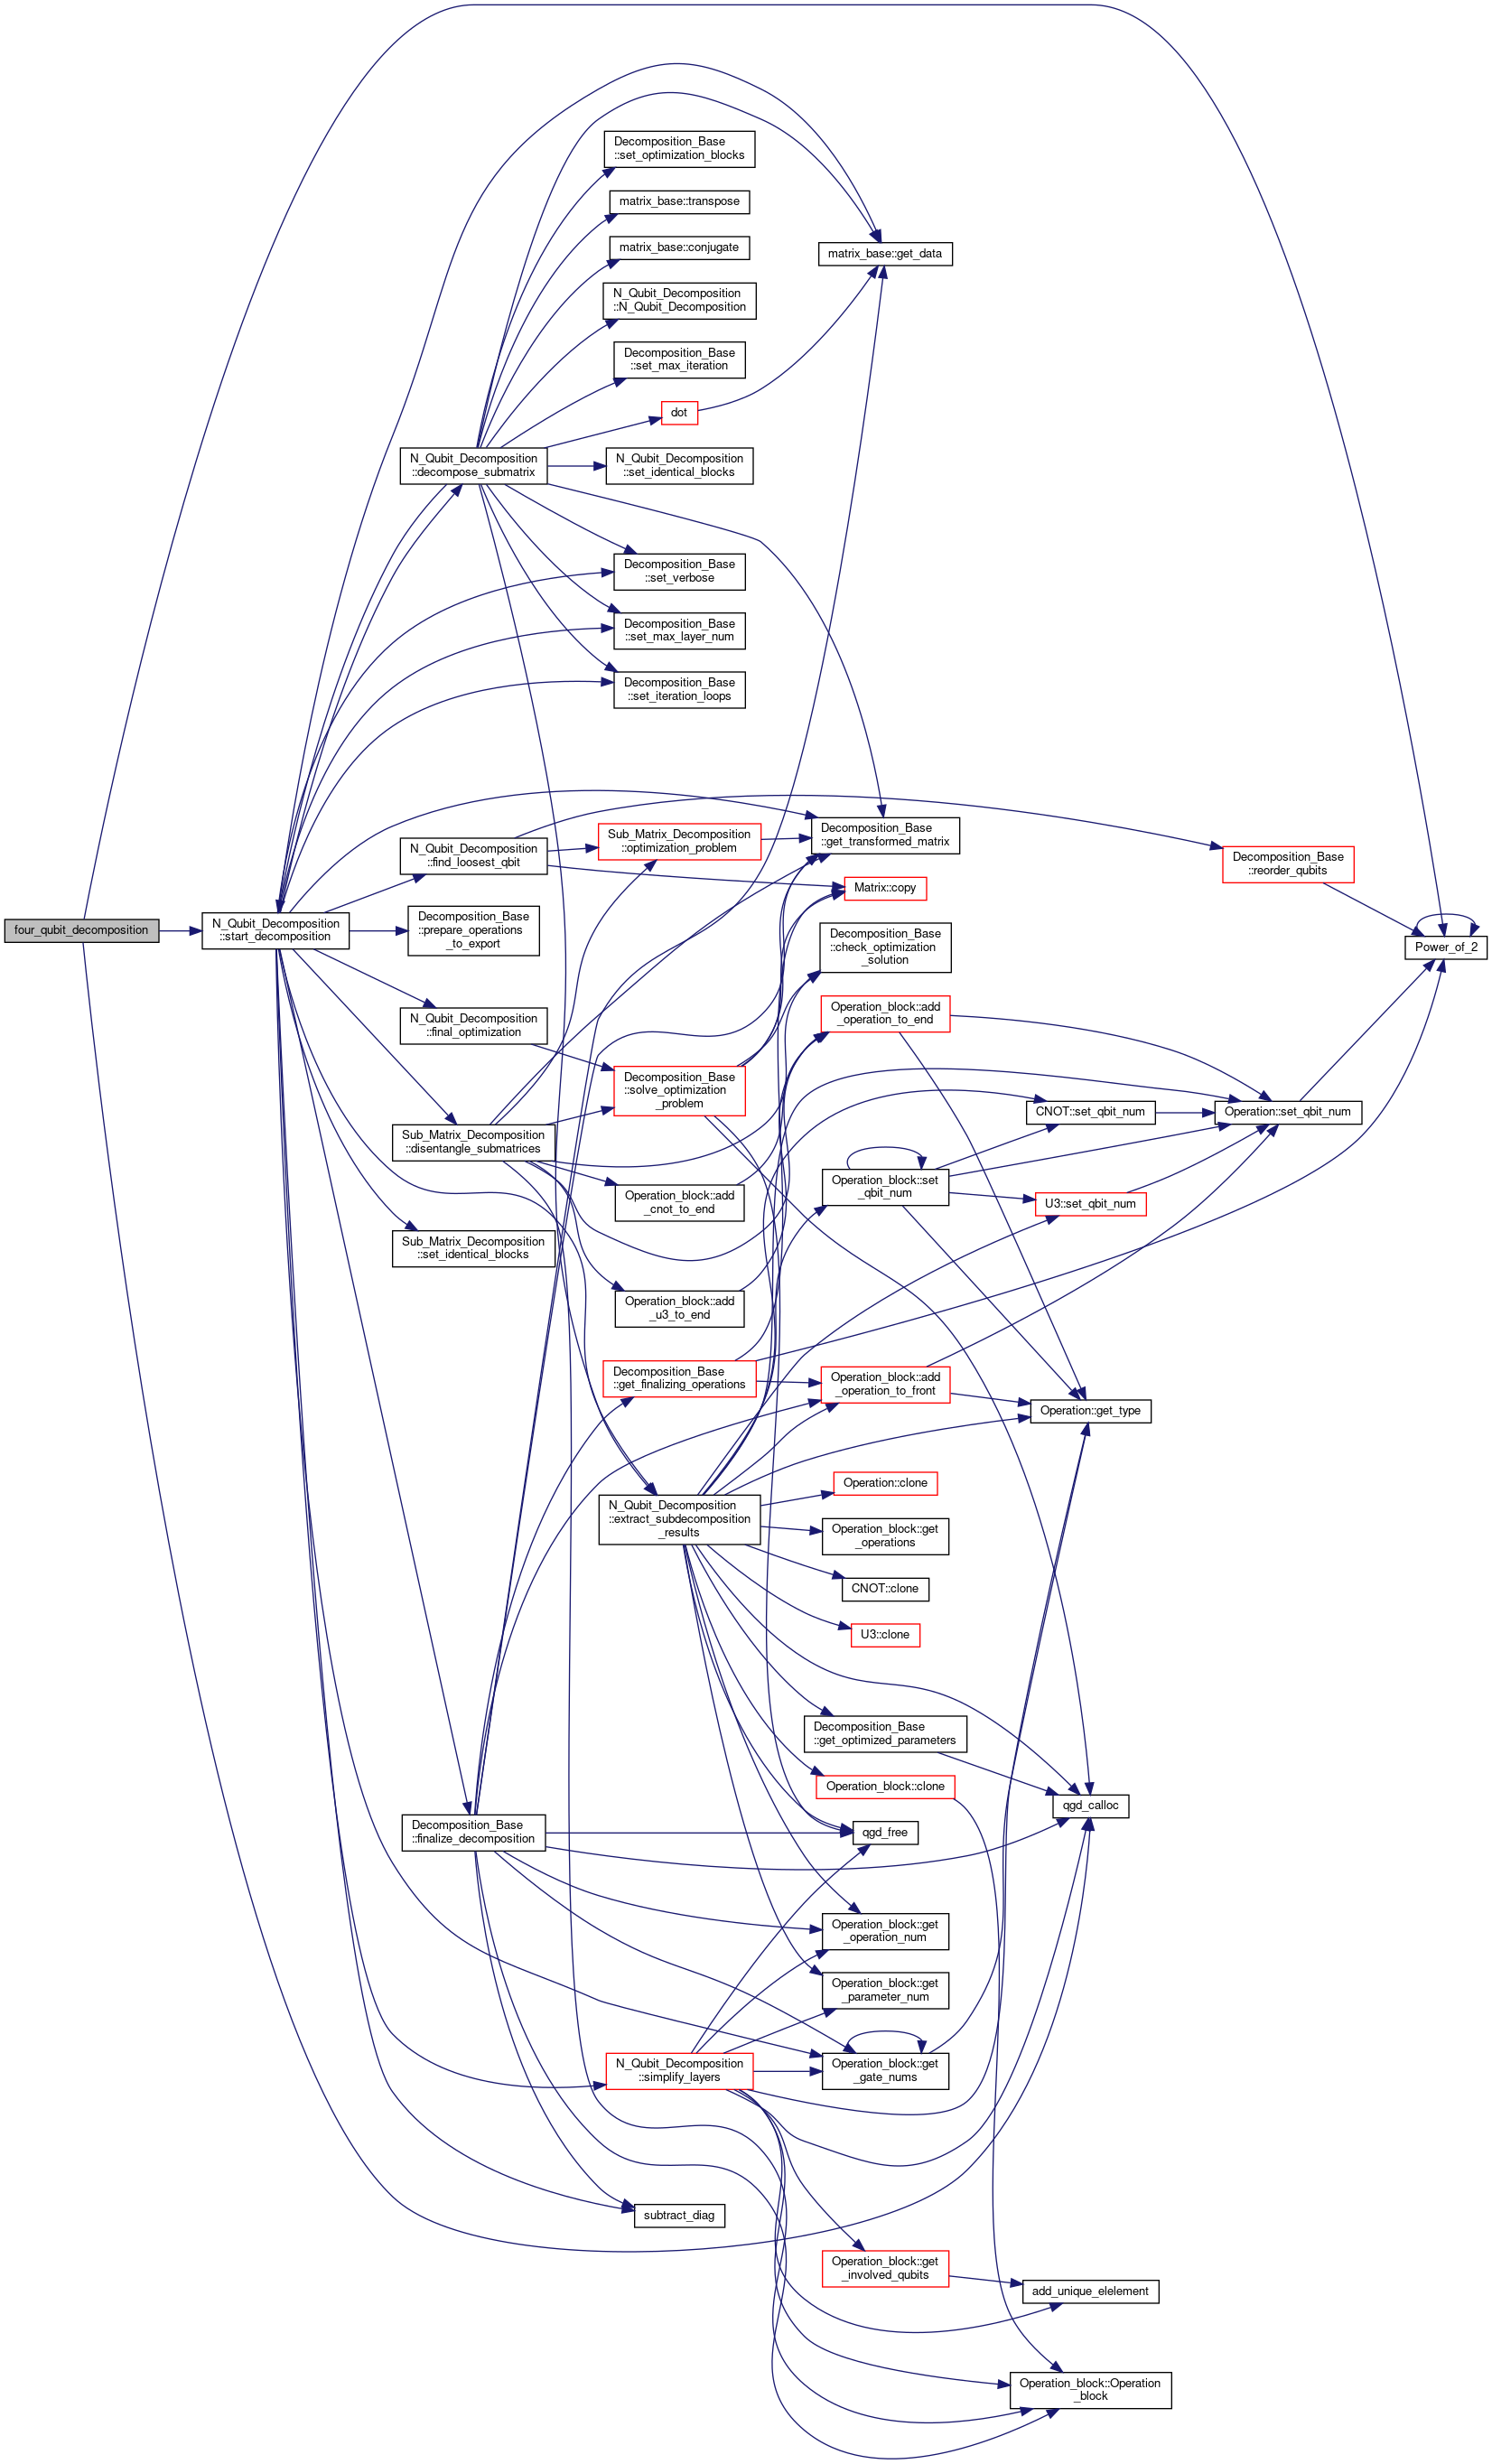 Decomposition_Base
::set_optimization_blocks
matrix_base::transpose
matrix_base::conjugate
matrix_base::get_data
N_Qubit_Decomposition
::N_Qubit_Decomposition
Decomposition_Base
::set_max_iteration
dot
N_Qubit_Decomposition
::decompose_submatrix
N_Qubit_Decomposition
::set_identical_blocks
Decomposition_Base
::set_verbose
Decomposition_Base
::set_max_layer_num
Decomposition_Base
::set_iteration_loops
Sub_Matrix_Decomposition
::optimization_problem
Decomposition_Base
::get_transformed_matrix
N_Qubit_Decomposition
::find_loosest_qbit
Decomposition_Base
::reorder_qubits
Matrix::copy
four_qubit_decomposition
N_Qubit_Decomposition
::start_decomposition
Decomposition_Base
::prepare_operations
_to_export
Decomposition_Base
::check_optimization
_solution
Power_of_2
N_Qubit_Decomposition
::final_optimization
Operation_block::add
_operation_to_end
Decomposition_Base
::solve_optimization
_problem
CNOT::set_qbit_num
Operation::set_qbit_num
Sub_Matrix_Decomposition
::disentangle_submatrices
Operation_block::add
_cnot_to_end
Operation_block::set
_qbit_num
U3::set_qbit_num
Sub_Matrix_Decomposition
::set_identical_blocks
Operation_block::add
_u3_to_end
Decomposition_Base
::get_finalizing_operations
Operation_block::add
_operation_to_front
Operation::get_type
Operation::clone
N_Qubit_Decomposition
::extract_subdecomposition
_results
Operation_block::get
_operations
CNOT::clone
U3::clone
Decomposition_Base
::get_optimized_parameters
Operation_block::clone
qgd_calloc
Decomposition_Base
::finalize_decomposition
qgd_free
Operation_block::get
_operation_num
Operation_block::get
_parameter_num
N_Qubit_Decomposition
::simplify_layers
Operation_block::get
_gate_nums
subtract_diag
Operation_block::get
_involved_qubits
add_unique_elelement
Operation_block::Operation
_block